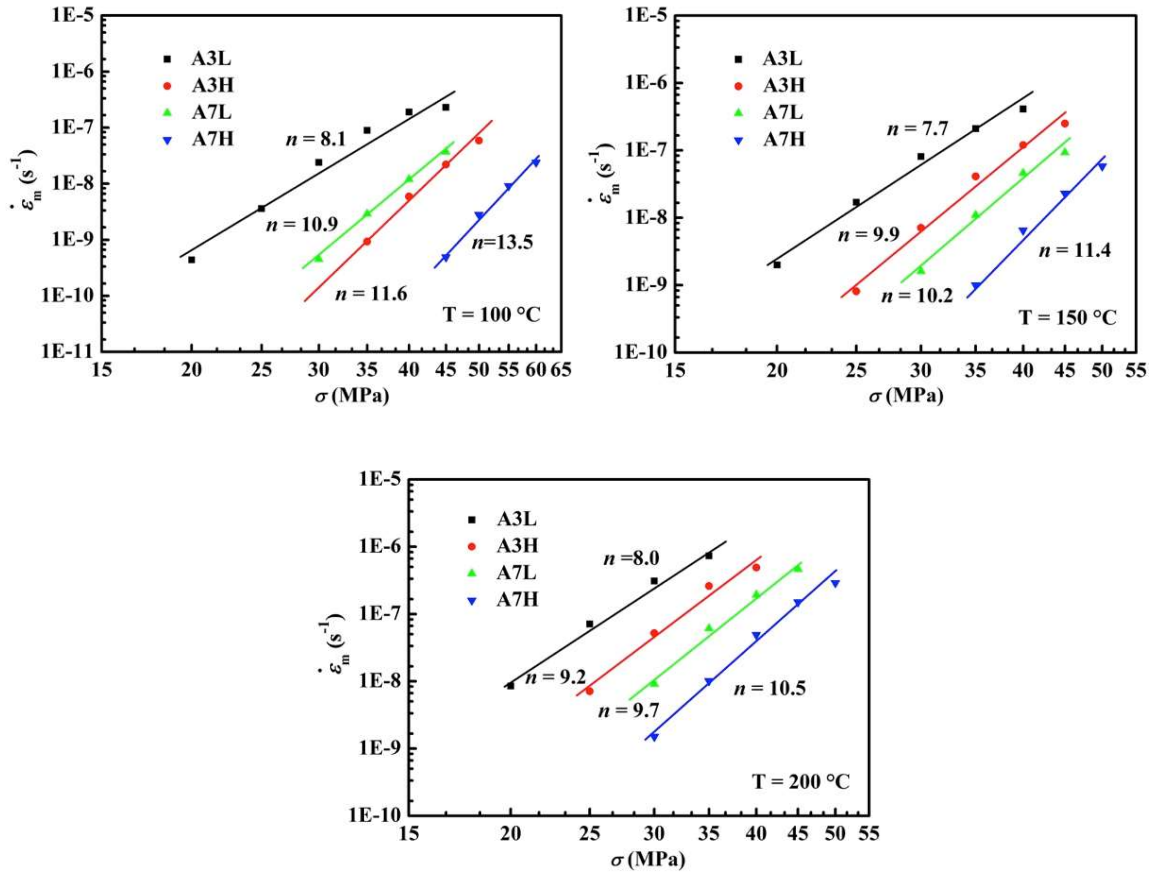 1E-5
1E-6
1E-7
1E-8
1E-9
1E-10
1E-11
ε̇m (s-1)
A3L
A3H
A7L
A7H
n = 8.1
n = 10.9
n=13.5
n = 11.6
T = 100 °C
15 20 25 30 35 40 45 50 55 60 65
σ (MPa)
1E-5
1E-6
1E-7
1E-8
1E-9
1E-10
ε̇m (s-1)
A3L
A3H
A7L
A7H
n = 7.7
n = 9.9
n = 11.4
n = 10.2
T = 150 °C
15 20 25 30 35 40 45 50 55
σ (MPa)
1E-5
1E-6
1E-7
1E-8
1E-9
1E-10
ε̇m (s-1)
A3L
A3H
A7L
A7H
n =8.0
n = 9.2
n = 9.7
n = 10.5
T = 200 °C
15 20 25 30 35 40 45 50 55
σ (MPa)